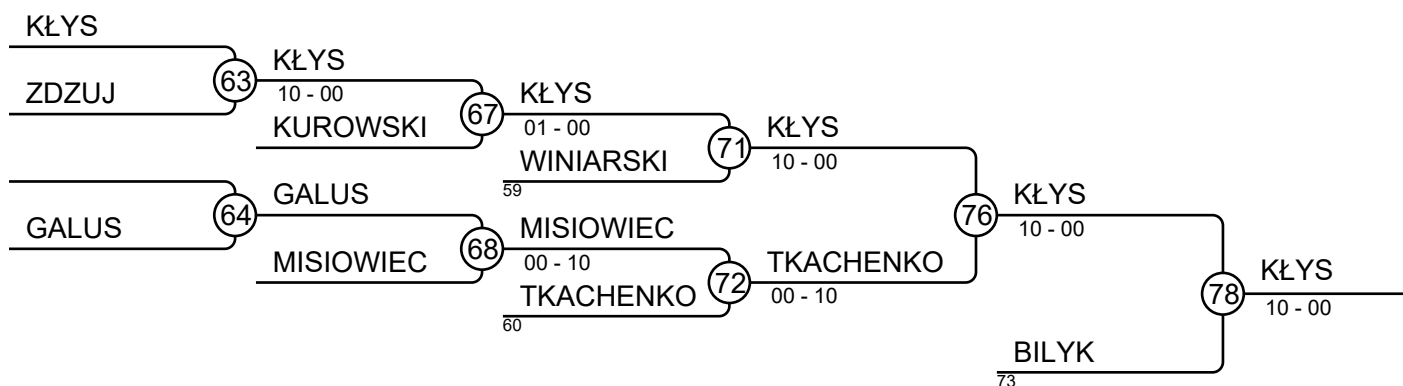 KŁYS
63
ZDZUJ
KŁYS
10 - 00
67
KUROWSKI
KŁYS
01 - 00
71
WINIARSKI
59
KŁYS
10 - 00
64
GALUS
GALUS
68
MISIOWIEC
MISIOWIEC
00 - 10
72
TKACHENKO
60
TKACHENKO
00 - 10
76
KŁYS
10 - 00
78
BILYK
73
KŁYS
10 - 00